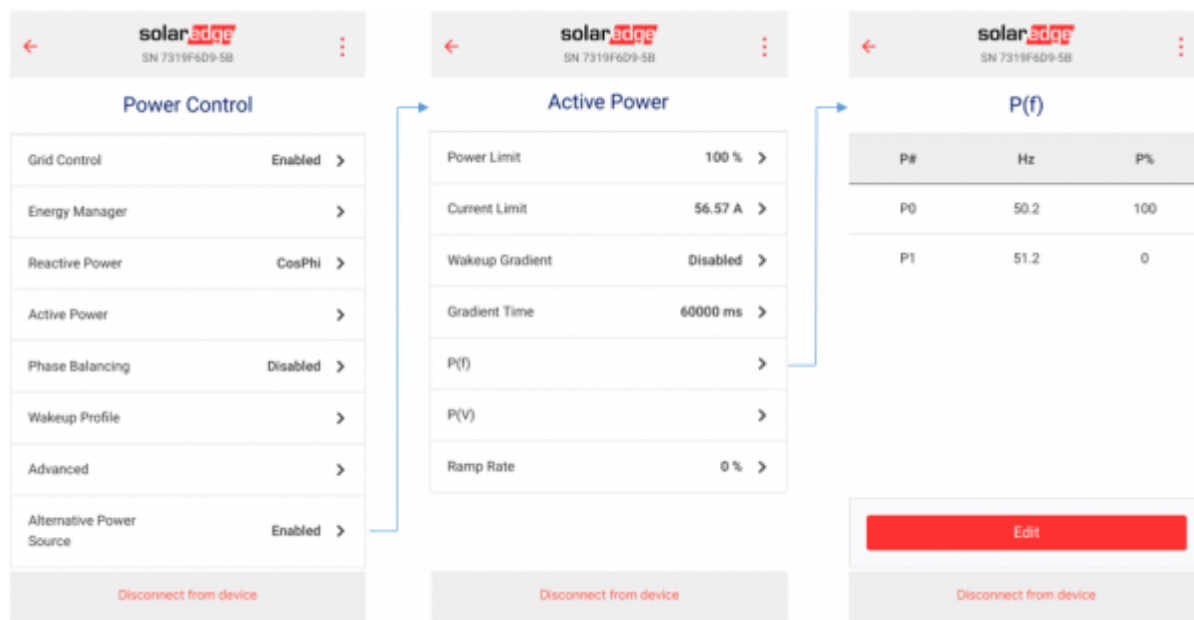 solaredge
SN 7319F6D9-5B
Power Control
Grid Control Enabled
Energy Manager
Reactive Power CosPhi
Active Power
Phase Balancing Disabled
Wakeup Profile
Advanced
Alternative Power
Source Enabled
Disconnect from device
solaredge
SN 7319F6D9-5B
Active Power
Power Limit 100 %
Current Limit 56.57 A
Wakeup Gradient Disabled
Gradient Time 60000 ms
P(f)
P(V)
Ramp Rate 0 %
Disconnect from device
solaredge
SN 7319F6D9-5B
P(f)
P# Hz P%
P0 50.2 100
P1 51.2 0
Edit
Disconnect from device